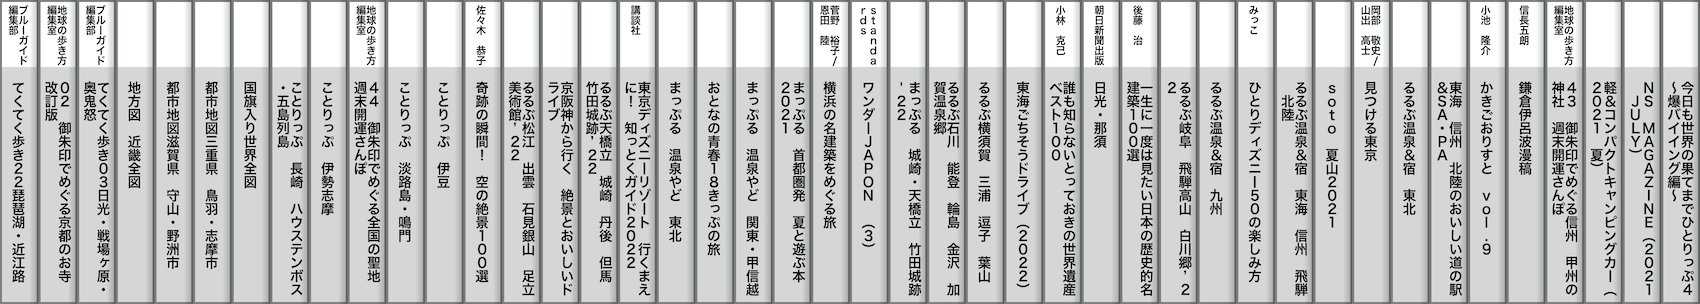 今日も世界の果てまでひとりっぷ4
～爆バイイング編～
NS MAGAZINE（2021
JULY）
軽＆コンパクトキャンピングカー（
2021 夏）
地球の歩き方
編集室
43 御朱印でめぐる信州 甲州の
神社 週末開運さんぽ
信長五朗
鎌倉伊呂波漫稿
小池 隆介
かきごおりすと vol.9
東海 信州 北陸のおいしい道の駅
＆SA・PA
るるぶ温泉＆宿 東北
岡部 敬史/
山出 高士
見つける東京
soto 夏山2021
るるぶ温泉＆宿 東海 信州 飛騨
北陸
みっこ
ひとりディズニー50の楽しみ方
るるぶ温泉＆宿 九州
るるぶ岐阜 飛騨高山 白川郷’2
2
後藤 治
一生に一度は見たい日本の歴史的名
建築100選
朝日新聞出版
日光・那須
小林 克己
誰も知らないとっておきの世界遺産
ベスト100
東海ごちそうドライブ（2022）
るるぶ横須賀 三浦 逗子 葉山
るるぶ石川 能登 輪島 金沢 加
賀温泉郷
まっぷる 城崎・天橋立 竹田城跡
’22
standa
rds
ワンダーJAPON （3）
菅野 裕子/
恩田 陸
横浜の名建築をめぐる旅
まっぷる 首都圏発 夏と遊ぶ本
2021
まっぷる 温泉やど 関東・甲信越
おとなの青春18きっぷの旅
まっぷる 温泉やど 東北
講談社
東京ディズニーリゾート 行くまえ
に！ 知っとくガイド2022
るるぶ天橋立 城崎 丹後 但馬
竹田城跡’22
京阪神から行く 絶景とおいしいド
ライブ
るるぶ松江 出雲 石見銀山 足立
美術館’22
佐々木 恭子
奇跡の瞬間！ 空の絶景100選
ことりっぷ 伊豆
ことりっぷ 淡路島・鳴門
地球の歩き方
編集室
44 御朱印でめぐる全国の聖地
週末開運さんぽ
ことりっぷ 伊勢志摩
ことりっぷ 長崎 ハウステンボス
・五島列島
国旗入り世界全図
都市地図三重県 鳥羽・志摩市
都市地図滋賀県 守山・野洲市
地方図 近畿全図
ブルーガイド
編集部
てくてく歩き03日光・戦場ヶ原・
奥鬼怒
地球の歩き方
編集室
02 御朱印でめぐる京都のお寺
改訂版
ブルーガイド
編集部
てくてく歩き22琵琶湖・近江路